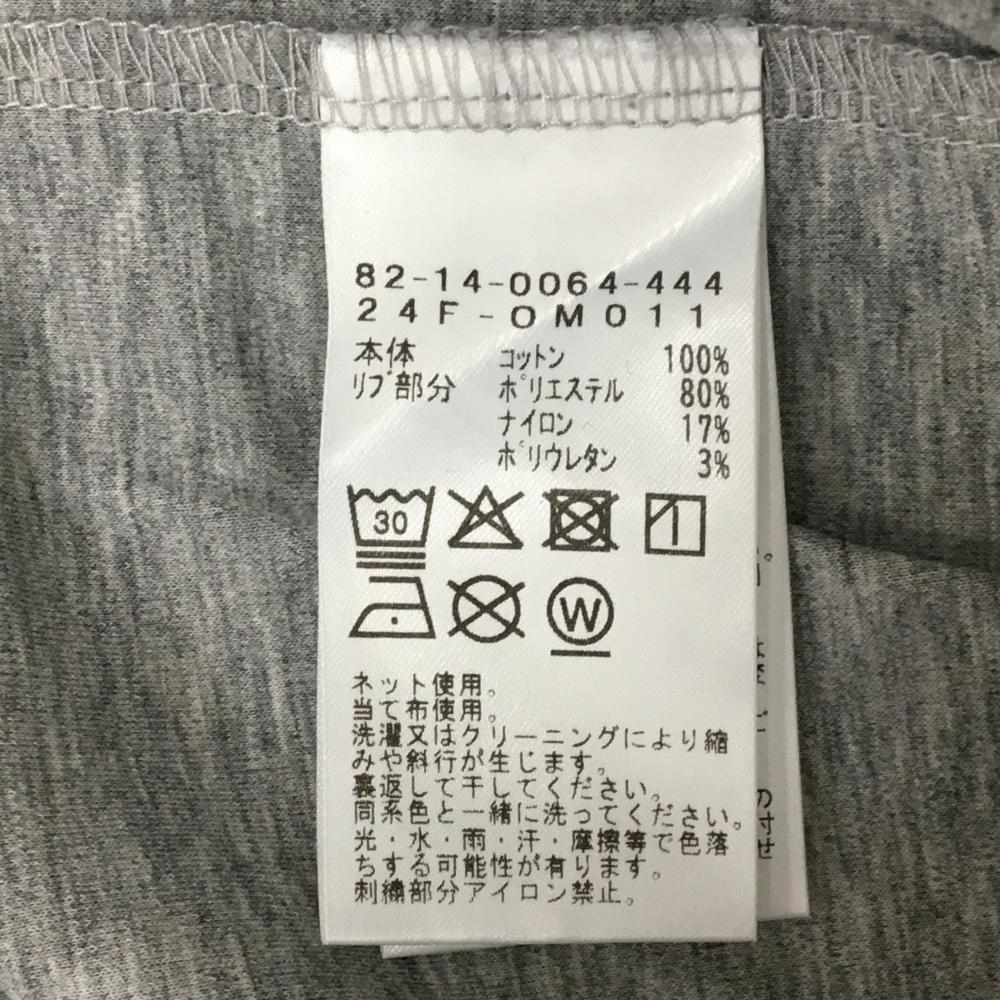 82-14-0064-444
24F-OM011
本体 コットン 100%
リブ部分 ポリエステル 80%
ナイロン 17%
ポリウレタン 3%
30
W
ネット使用。
当て布使用。
洗濯又はクリーニングにより縮
みや斜行が生じます。
裏返して干してください。
同系色と一緒に洗ってください。
光・水・雨・汗・摩擦等で色落
ちする可能性が有ります。
刺繍部分アイロン禁止。